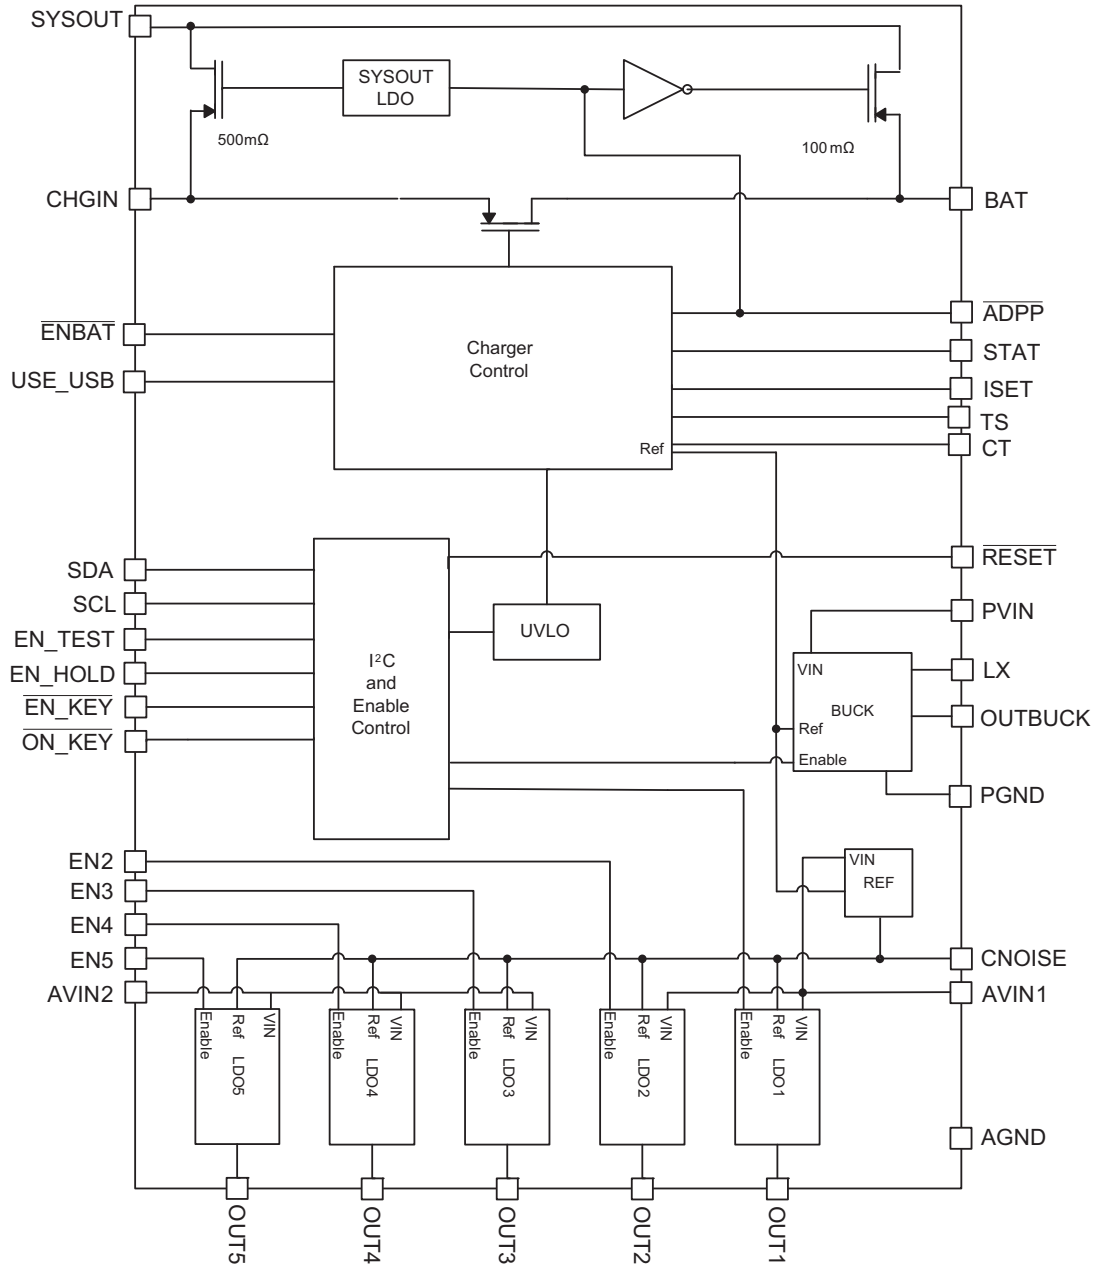 SYSOUT
SYSOUT
LDO
500mΩ
100mΩ
CHGIN
BAT
ENBAT
USE_USB
Charger
Control
Ref
ADPP
STAT
ISET
TS
CT
SDA
SCL
EN_TEST
EN_HOLD
EN_KEY
ON_KEY
I²C
and
Enable
Control
UVLO
RESET
PVIN
LX
OUTBUCK
PGND
VIN
BUCK
Ref
Enable
VIN
REF
EN2
EN3
EN4
EN5
AVIN2
CNOISE
AVIN1
AGND
Enable
Ref
VIN
LDO5
Enable
Ref
VIN
LDO4
Enable
Ref
VIN
LDO3
Enable
Ref
VIN
LDO2
Enable
Ref
VIN
LDO1
OUT5
OUT4
OUT3
OUT2
OUT1